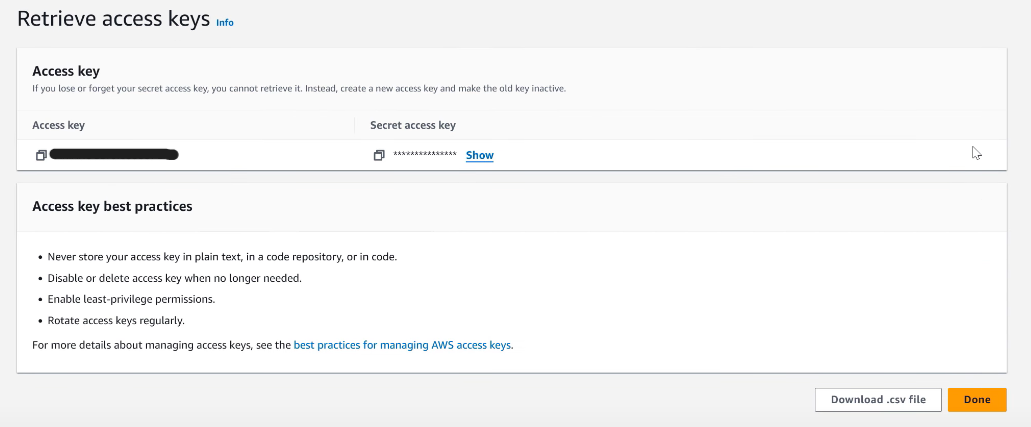 Retrieve access keys Info
Access key
If you lose or forget your secret access key, you cannot retrieve it. Instead, create a new access key and make the old key inactive.
Access key
Secret access key
*************** Show
Access key best practices
• Never store your access key in plain text, in a code repository, or in code.
• Disable or delete access key when no longer needed.
• Enable least-privilege permissions.
• Rotate access keys regularly.
For more details about managing access keys, see the best practices for managing AWS access keys.
Download .csv file
Done